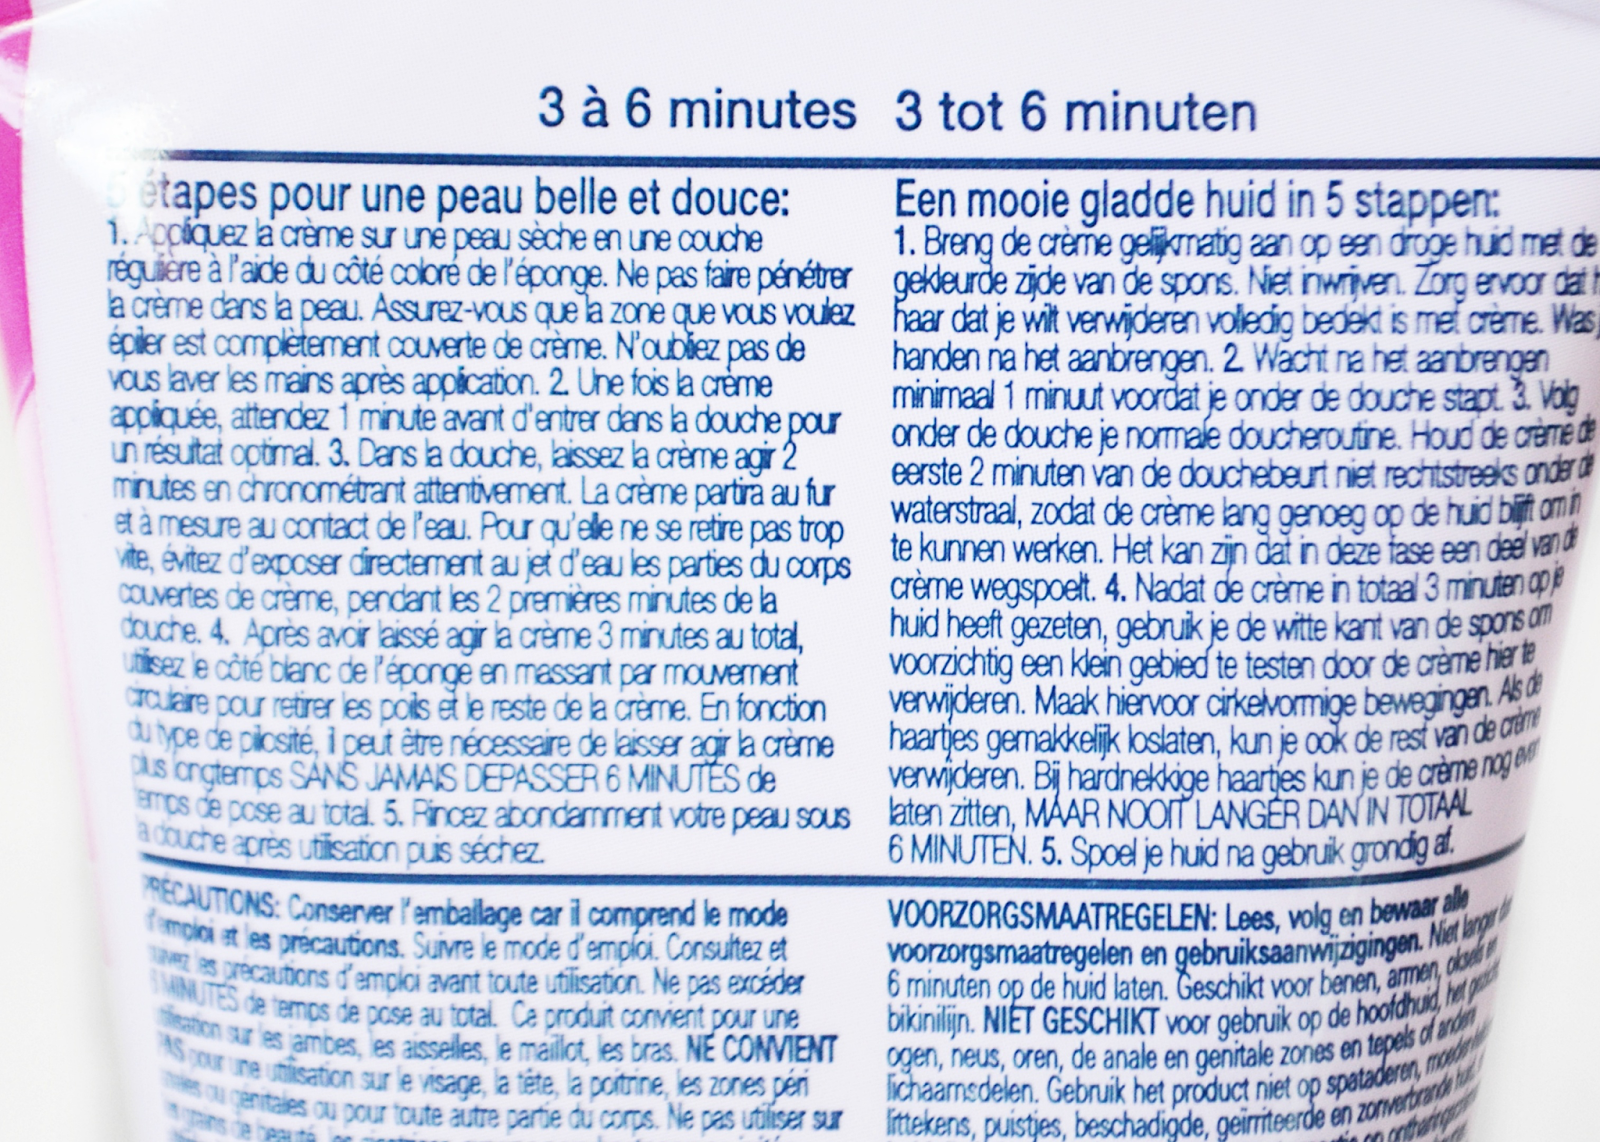 3 à 6 minutes
5 étapes pour une peau belle et douce:
1. Appliquez la crème sur une peau sèche en une couche
régulière à l'aide du côté coloré de l'éponge. Ne pas faire pénétrer
la crème dans la peau. Assurez-vous que la zone que vous voulez
épiler est complètement couverte de crème. N'oubliez pas de
vous laver les mains après application. 2. Une fois la crème
appliquée, attendez 1 minute avant d'entrer dans la douche pour
un résultat optimal. 3. Dans la douche, laissez la crème agir 2
minutes en chronométrant attentivement. La crème partira au fur
et à mesure au contact de l'eau. Pour qu'elle ne se retire pas trop
vite, évitez d'exposer directement au jet d'eau les parties du corps
couvertes de crème, pendant les 2 premières minutes de la
douche. 4. Après avoir laissé agir la crème 3 minutes au total,
utilisez le côté blanc de l'éponge en massant par mouvement
circulaire pour retirer les poils et le reste de la crème. En fonction
du type de pilosité, il peut être nécessaire de laisser agir la crème
plus longtemps SANS JAMAIS DEPASSER 6 MINUTES de
temps de pose au total. 5. Rincez abondamment votre peau sous
la douche après utilisation puis séchez.
PRÉCAUTIONS: Conserver l'emballage car il comprend le mode
d'emploi et les précautions. Suivre le mode d'emploi. Consultez et
suivez les précautions d'emploi avant toute utilisation. Ne pas excéder
6 MINUTES de temps de pose au total. Ce produit convient pour une
utilisation sur les jambes, les aisselles, le maillot, les bras. NE CONVIENT
PAS pour une utilisation sur le visage, la tête, la poitrine, les zones péri
anales ou génitales ou pour toute autre partie du corps. Ne pas utiliser sur
les grains de beauté, les
3 tot 6 minuten
Een mooie gladde huid in 5 stappen:
1. Breng de crème gelijkmatig aan op een droge huid met de
gekleurde zijde van de spons. Niet inwrijven. Zorg ervoor dat
haar dat je wilt verwijderen volledig bedekt is met crème. Was
handen na het aanbrengen. 2. Wacht na het aanbrengen
minimaal 1 minuut voordat je onder de douche stapt. 3. Volg
onder de douche je normale doucheroutine. Houd de crème de
eerste 2 minuten van de douchebeurt niet rechtstreeks onder de
waterstraal, zodat de crème lang genoeg op de huid blijft om in
te kunnen werken. Het kan zijn dat in deze fase een deel van de
crème wegspoelt. 4. Nadat de crème in totaal 3 minuten op je
huid heeft gezeten, gebruik je de witte kant van de spons om
voorzichtig een klein gebied te testen door de crème hier te
verwijderen. Maak hiervoor cirkelvormige bewegingen. Als de
haartjes gemakkelijk loslaten, kun je ook de rest van de crème
verwijderen. Bij hardnekkige haartjes kun je de crème nog even
laten zitten, MAAR NOOIT LANGER DAN IN TOTAAL
6 MINUTEN. 5. Spoel je huid na gebruik grondig af.
VOORZORGSMAATREGELEN: Lees, volg en bewaar alle
voorzorgsmaatregelen en gebruiksaanwijzigingen. Niet langer dan
6 minuten op de huid laten. Geschikt voor benen, armen, oksels en
bikinilijn. NIET GESCHIKT voor gebruik op de hoofdhuid, het gezicht,
ogen, neus, oren, de anale en genitale zones en tepels of andere
lichaamsdelen. Gebruik het product niet op spataderen, moedervlekken,
littekens, puistjes, beschadigde, geïrriteerde en zonverbrande huid,